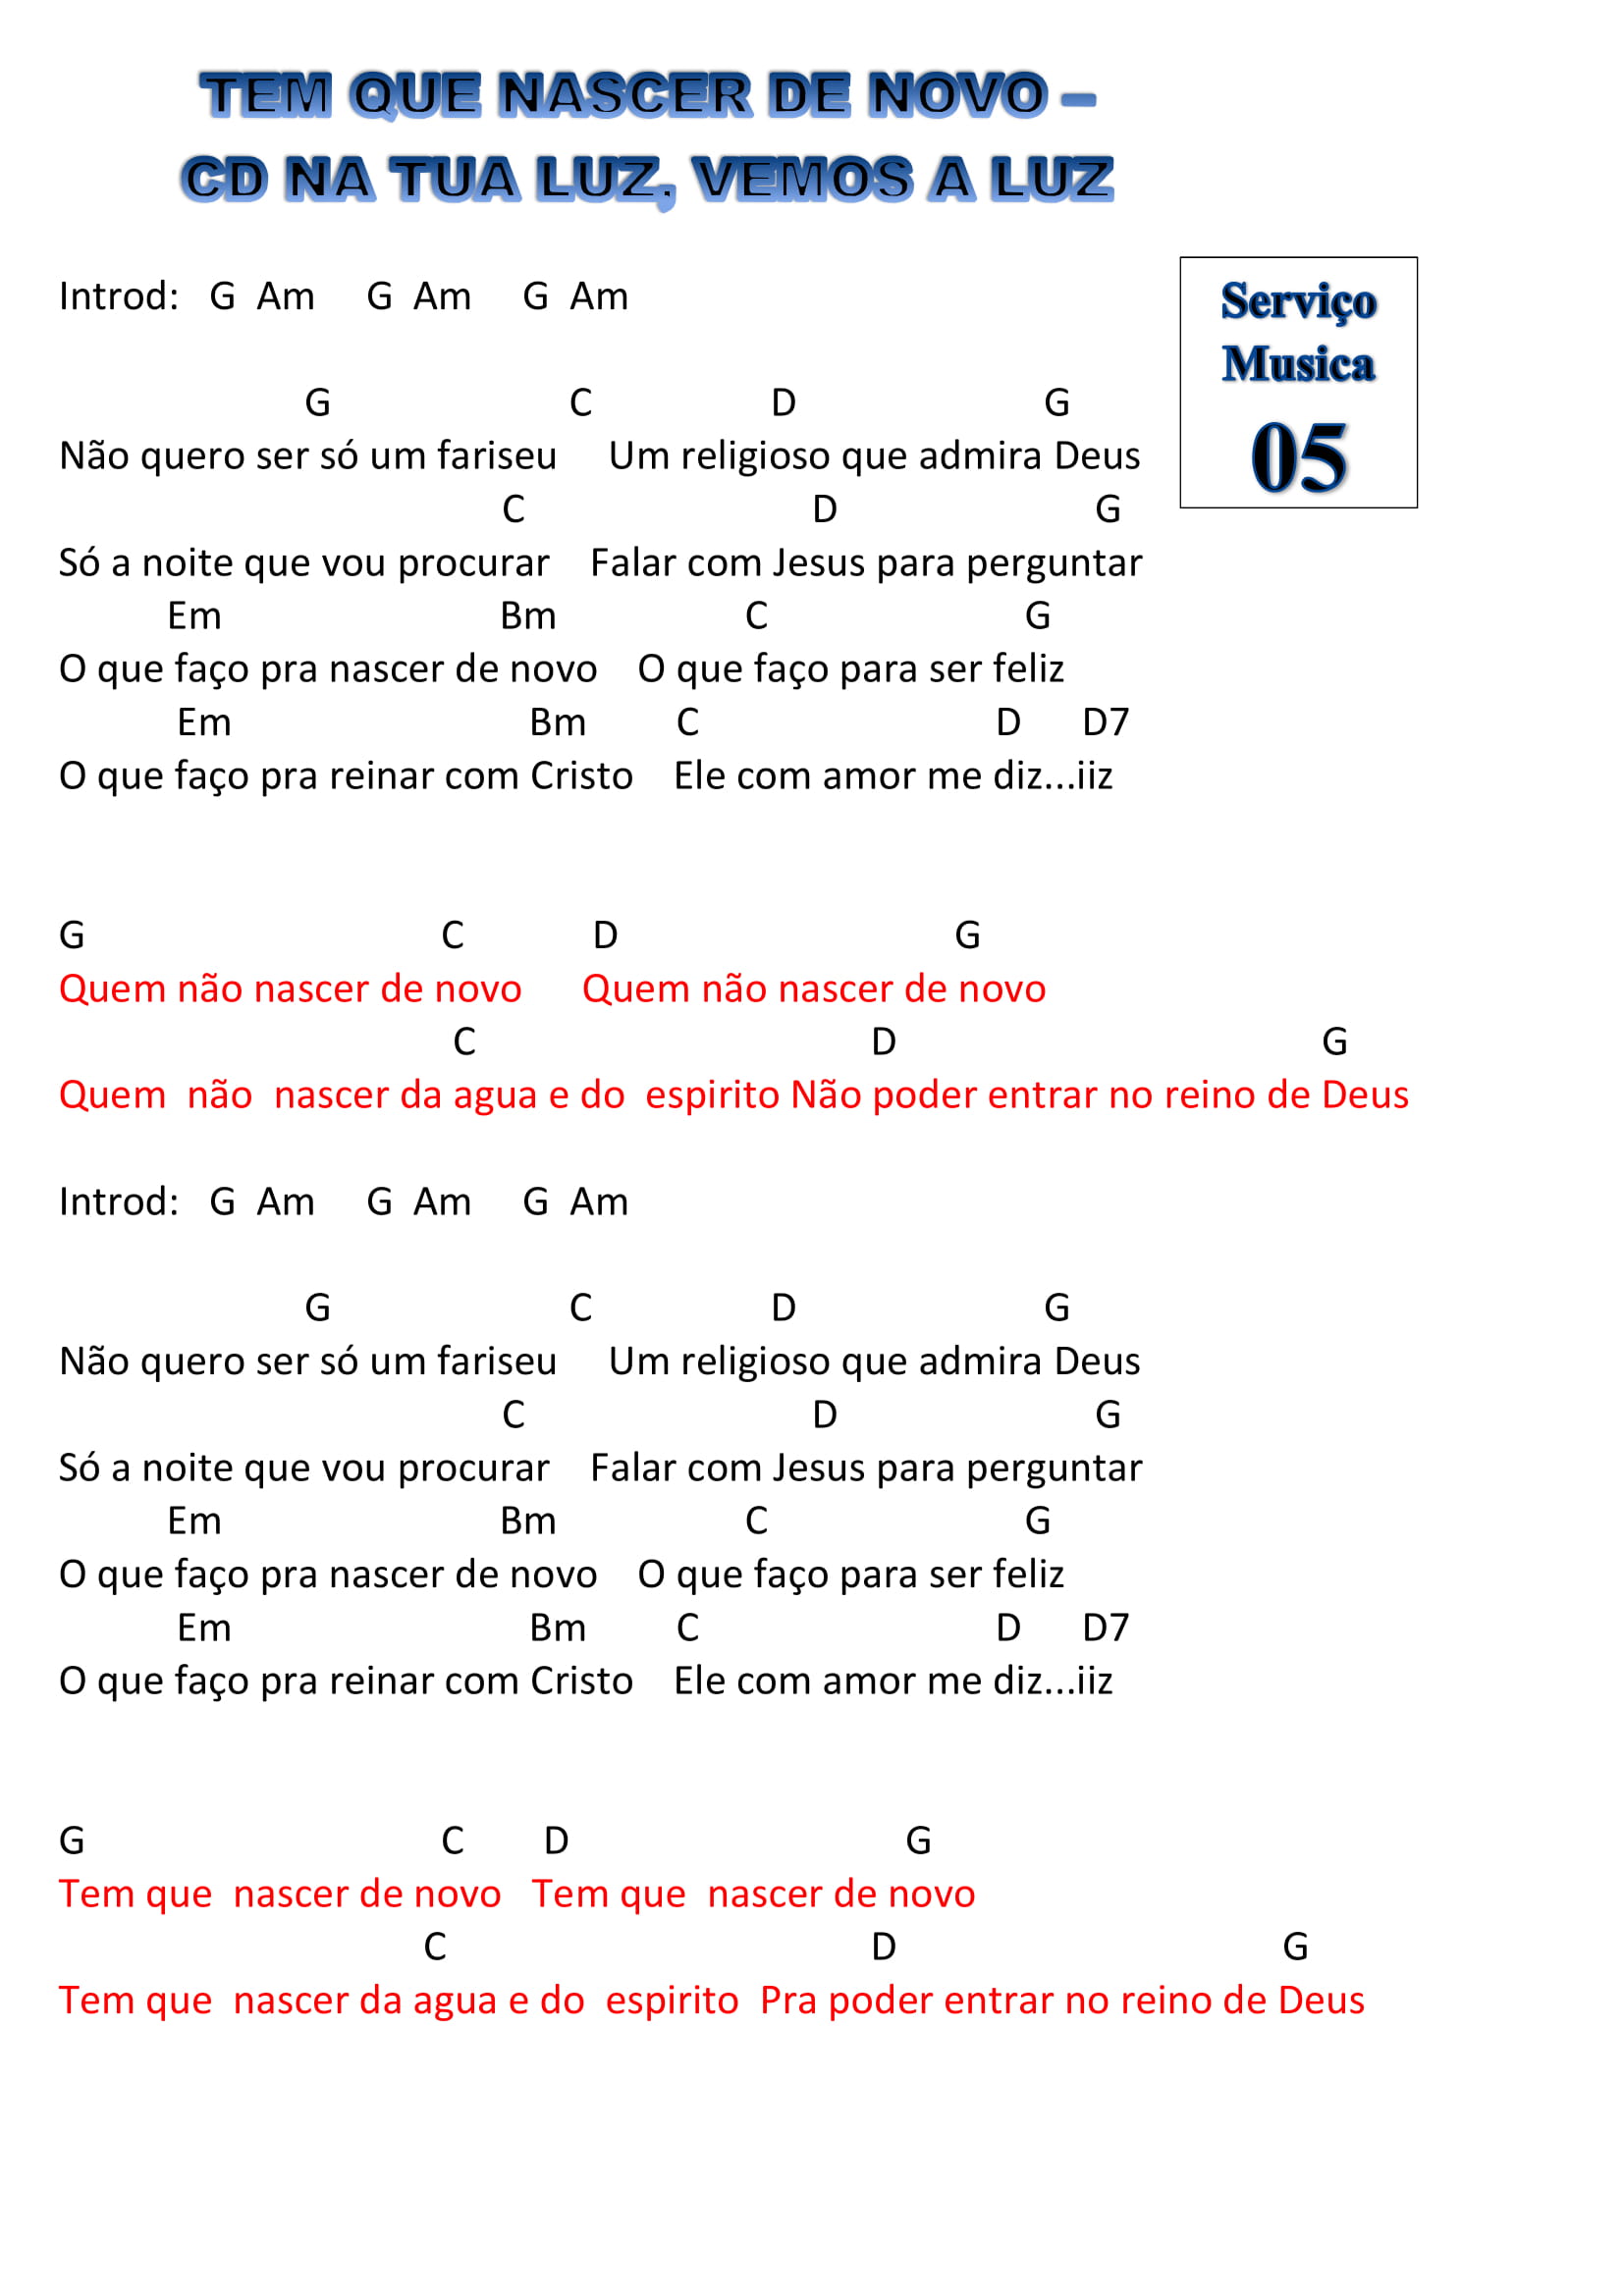 TEM QUE NASCER DE NOVO –
CD NA TUA LUZ, VEMOS A LUZ
Serviço
Musica
05
Introd: G Am G Am G Am
G C D G
Não quero ser só um fariseu Um religioso que admira Deus
C D G
Só a noite que vou procurar Falar com Jesus para perguntar
Em Bm C G
O que faço pra nascer de novo O que faço para ser feliz
Em Bm C D D7
O que faço pra reinar com Cristo Ele com amor me diz...iiz
G C D G
Quem não nascer de novo Quem não nascer de novo
C D G
Quem não nascer da agua e do espirito Não poder entrar no reino de Deus
Introd: G Am G Am G Am
G C D G
Não quero ser só um fariseu Um religioso que admira Deus
C D G
Só a noite que vou procurar Falar com Jesus para perguntar
Em Bm C G
O que faço pra nascer de novo O que faço para ser feliz
Em Bm C D D7
O que faço pra reinar com Cristo Ele com amor me diz...iiz
G C D G
Tem que nascer de novo Tem que nascer de novo
C D G
Tem que nascer da agua e do espirito Pra poder entrar no reino de Deus